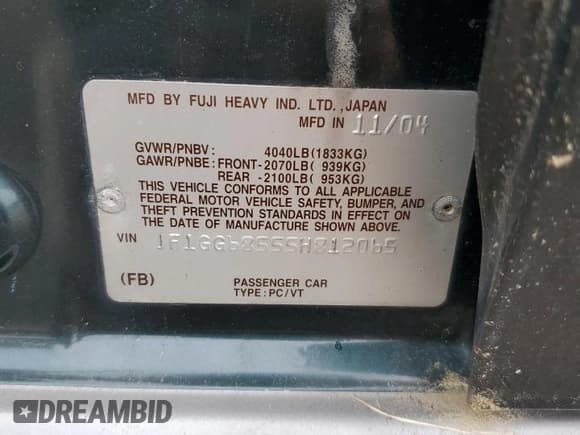 MFD BY FUJI HEAVY IND. LTD., JAPAN
MFD IN 11/04
GVWR/PNBV: 4040LB(1833KG)
GAWR/PNBE: FRONT-2070LB( 939KG)
REAR -2100LB( 953KG)
THIS VEHICLE CONFORMS TO ALL APPLICABLE
FEDERAL MOTOR VEHICLE SAFETY, BUMPER, AND
THEFT PREVENTION STANDARDS IN EFFECT ON
THE DATE OF MANUFACTURE SHOWN ABOVE.
VIN JF1GG68555H812065
(FB)
PASSENGER CAR
TYPE: PC/VT
DREAMBID